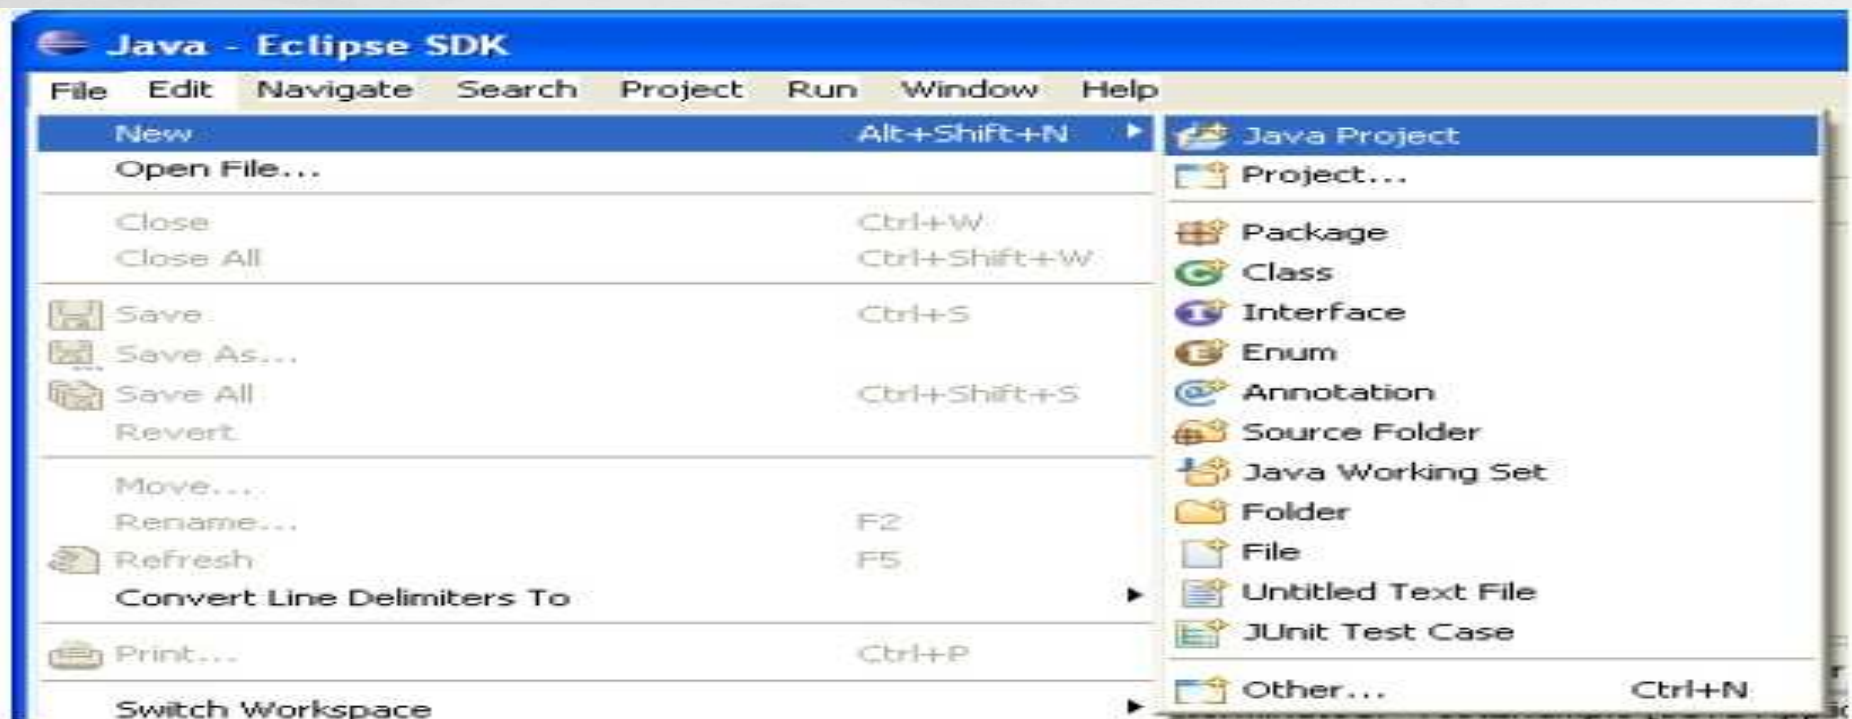 Java - Eclipse SDK
File Edit Navigate Search Project Run Window Help
New Alt+Shift+N
Open File...
Close Ctrl+W
Close All Ctrl+Shift+W
Save Ctrl+S
Save As...
Save All Ctrl+Shift+S
Revert
Move...
Rename... F2
Refresh F5
Convert Line Delimiters To
Print... Ctrl+P
Switch Workspace
Java Project
Project...
Package
Class
Interface
Enum
Annotation
Source Folder
Java Working Set
Folder
File
Untitled Text File
JUnit Test Case
Other... Ctrl+N